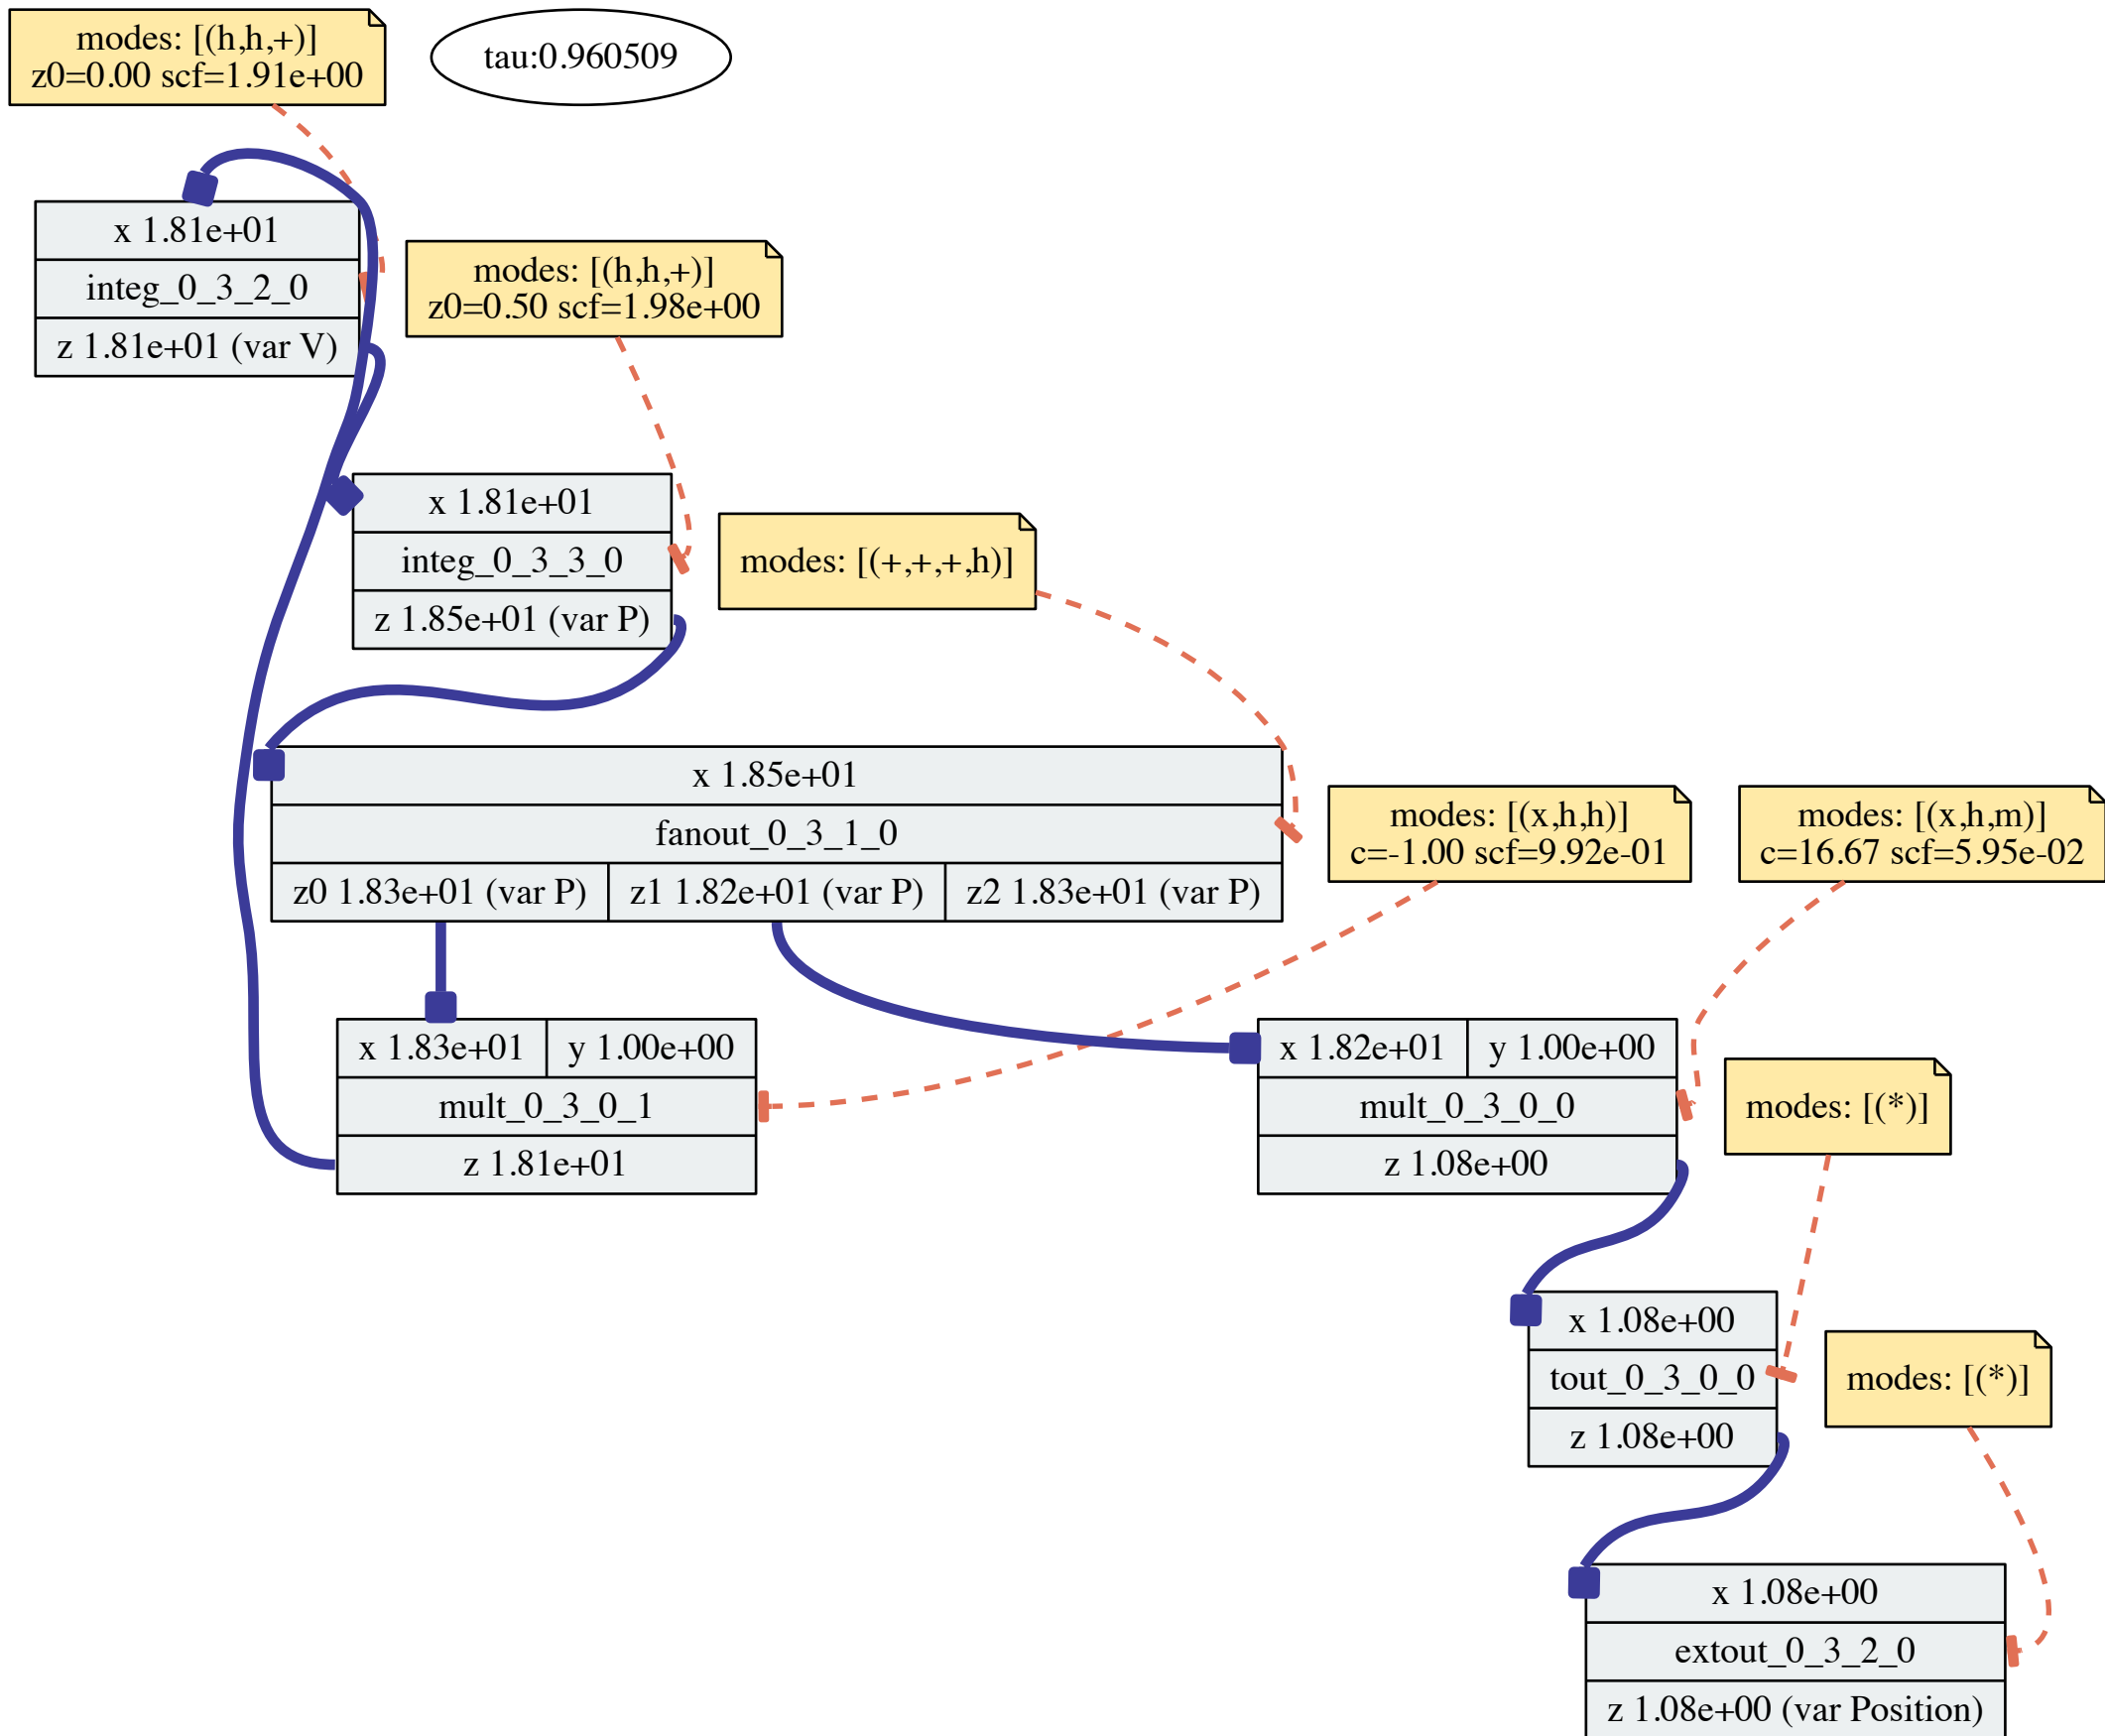 modes: [(h,h,+)]
z0=0.00 scf=1.91e+00
tau:0.960509
x 1.81e+01
integ_0_3_2_0
z 1.81e+01 (var V)
modes: [(h,h,+)]
z0=0.50 scf=1.98e+00
x 1.81e+01
integ_0_3_3_0
z 1.85e+01 (var P)
modes: [(+,+,+,h)]
x 1.85e+01
fanout_0_3_1_0
z0 1.83e+01 (var P)
z1 1.82e+01 (var P)
z2 1.83e+01 (var P)
modes: [(x,h,h)]
c=-1.00 scf=9.92e-01
modes: [(x,h,m)]
c=16.67 scf=5.95e-02
x 1.83e+01
y 1.00e+00
mult_0_3_0_1
z 1.81e+01
x 1.82e+01
y 1.00e+00
mult_0_3_0_0
z 1.08e+00
modes: [(*)]
x 1.08e+00
tout_0_3_0_0
z 1.08e+00
modes: [(*)]
x 1.08e+00
extout_0_3_2_0
z 1.08e+00 (var Position)